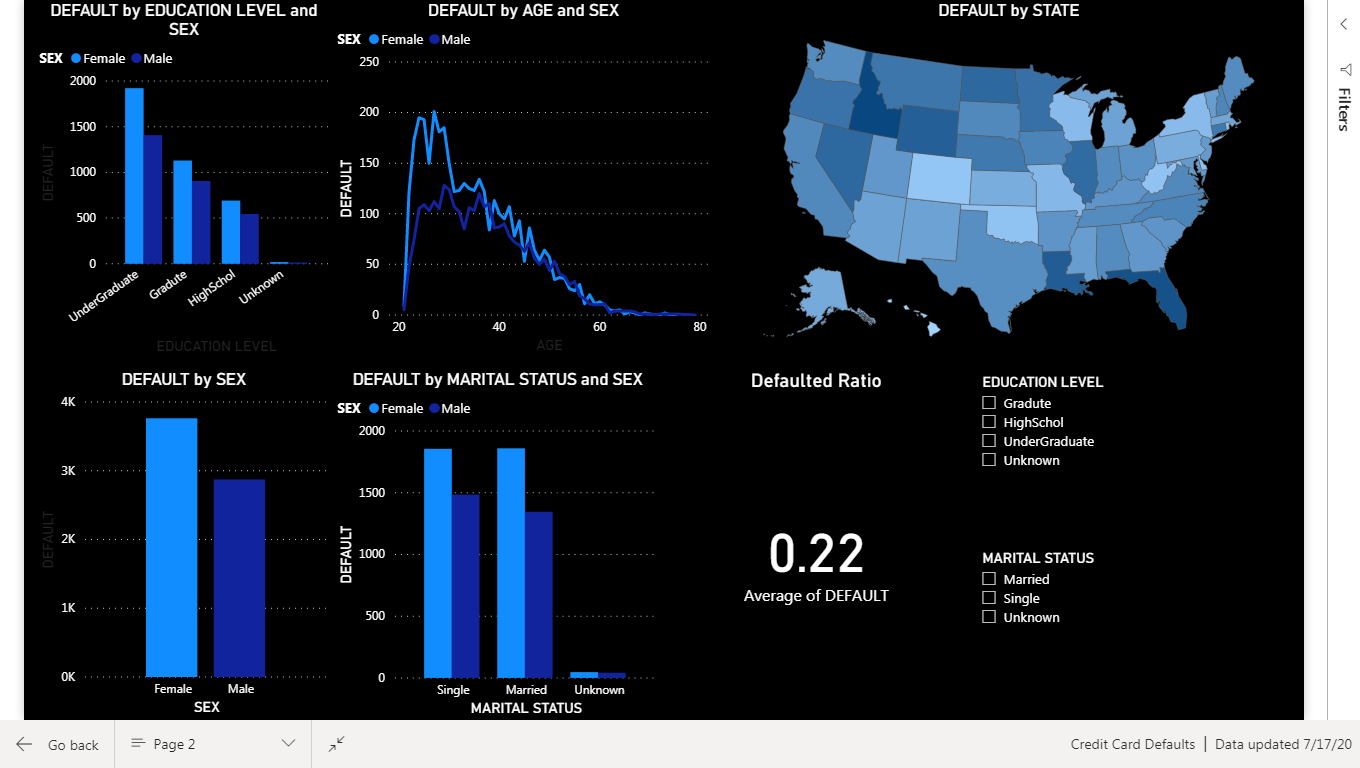 DEFAULT by EDUCATION LEVEL and
SEX
SEX Female Male
2000
1500
1000
500
0
DEFAULT
UnderGraduate
Gradute
HighSchol
Unknown
EDUCATION LEVEL
DEFAULT by AGE and SEX
SEX Female Male
250
200
150
100
50
0
DEFAULT
20 40 60 80
AGE
DEFAULT by STATE
Filters
DEFAULT by SEX
4K
3K
2K
1K
0K
DEFAULT
Female Male
SEX
DEFAULT by MARITAL STATUS and SEX
SEX Female Male
2000
1500
1000
500
0
DEFAULT
Single Married Unknown
MARITAL STATUS
Defaulted Ratio
0.22
Average of DEFAULT
EDUCATION LEVEL
Gradute
HighSchol
UnderGraduate
Unknown
MARITAL STATUS
Married
Single
Unknown
Go back
Page 2
Credit Card Defaults | Data updated 7/17/20